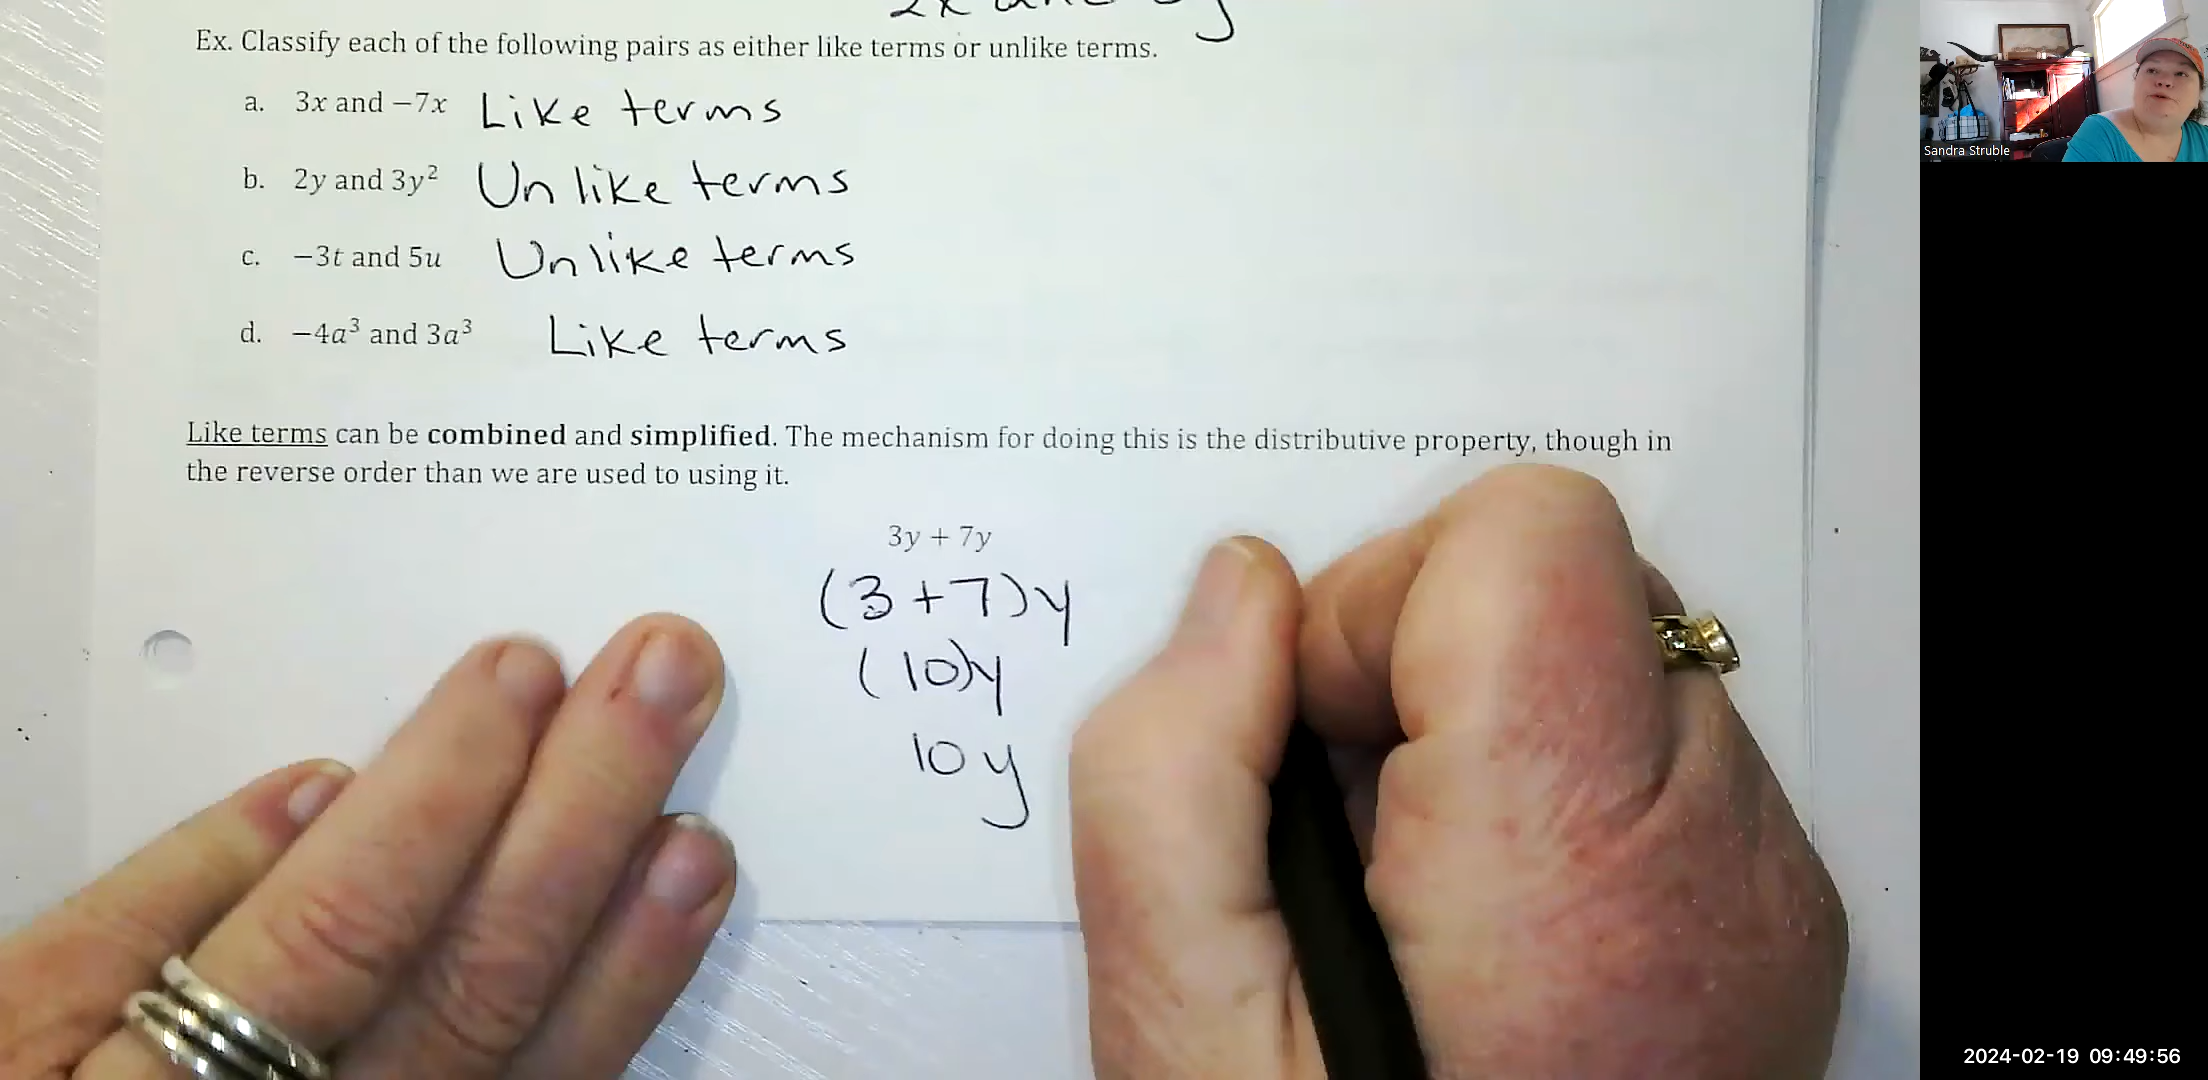 Ex. Classify each of the following pairs as either like terms or unlike terms.
a. 3x and −7x Like terms
b. 2y and 3y² Unlike terms
c. −3t and 5u Unlike terms
d. −4a³ and 3a³ Like terms
Like terms can be combined and simplified. The mechanism for doing this is the distributive property, though in
the reverse order than we are used to using it.
3y + 7y
(3+7)y
(10)y
10y
Sandra Struble
2024-02-19 09:49:56